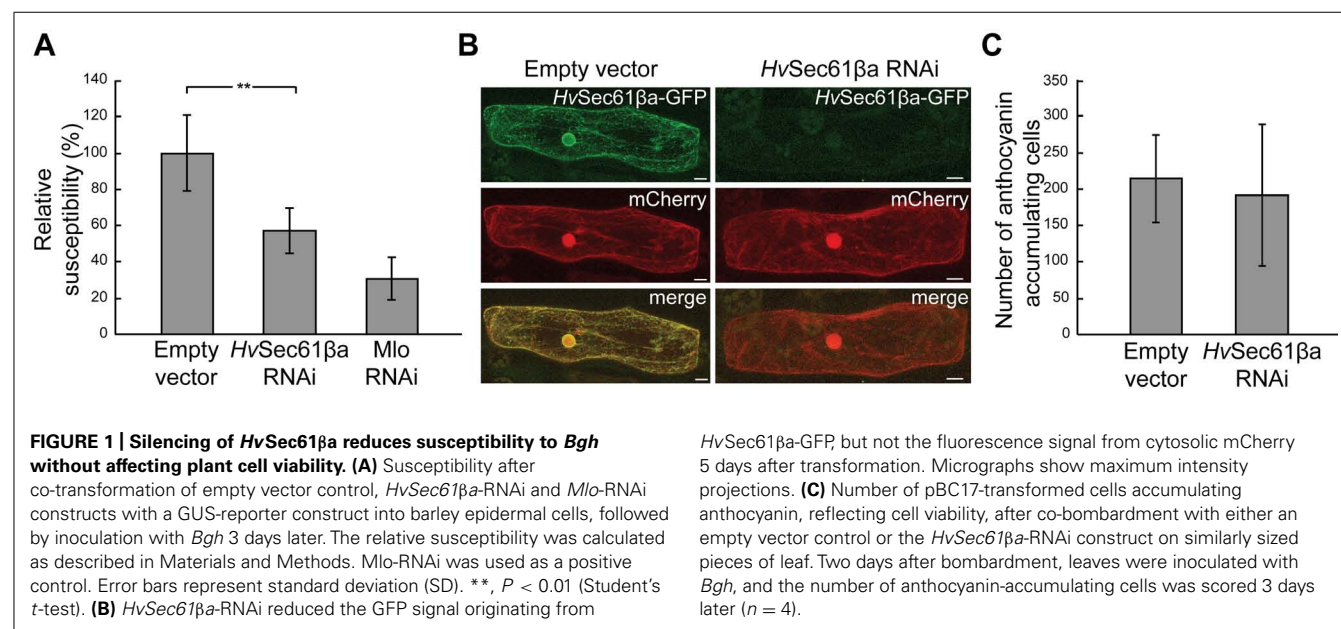 A
Relative
susceptibility (%)
140
120
100
80
60
40
20
0
**
Empty
vector
HvSec61βa
RNAi
Mlo
RNAi
B
Empty vector
HvSec61βa RNAi
HvSec61βa-GFP
HvSec61βa-GFP
mCherry
mCherry
merge
merge
C
Number of anthocyanin
accumulating cells
350
300
250
200
150
100
50
0
Empty
vector
HvSec61βa
RNAi
FIGURE 1 | Silencing of HvSec61βa reduces susceptibility to Bgh
without affecting plant cell viability. (A) Susceptibility after
co-transformation of empty vector control, HvSec61βa-RNAi and Mlo-RNAi
constructs with a GUS-reporter construct into barley epidermal cells, followed
by inoculation with Bgh 3 days later. The relative susceptibility was calculated
as described in Materials and Methods. Mlo-RNAi was used as a positive
control. Error bars represent standard deviation (SD). **, P < 0.01 (Student's
t-test). (B) HvSec61βa-RNAi reduced the GFP signal originating from
HvSec61βa-GFP, but not the fluorescence signal from cytosolic mCherry
5 days after transformation. Micrographs show maximum intensity
projections. (C) Number of pBC17-transformed cells accumulating
anthocyanin, reflecting cell viability, after co-bombardment with either an
empty vector control or the HvSec61βa-RNAi construct on similarly sized
pieces of leaf. Two days after bombardment, leaves were inoculated with
Bgh, and the number of anthocyanin-accumulating cells was scored 3 days
later (n = 4).